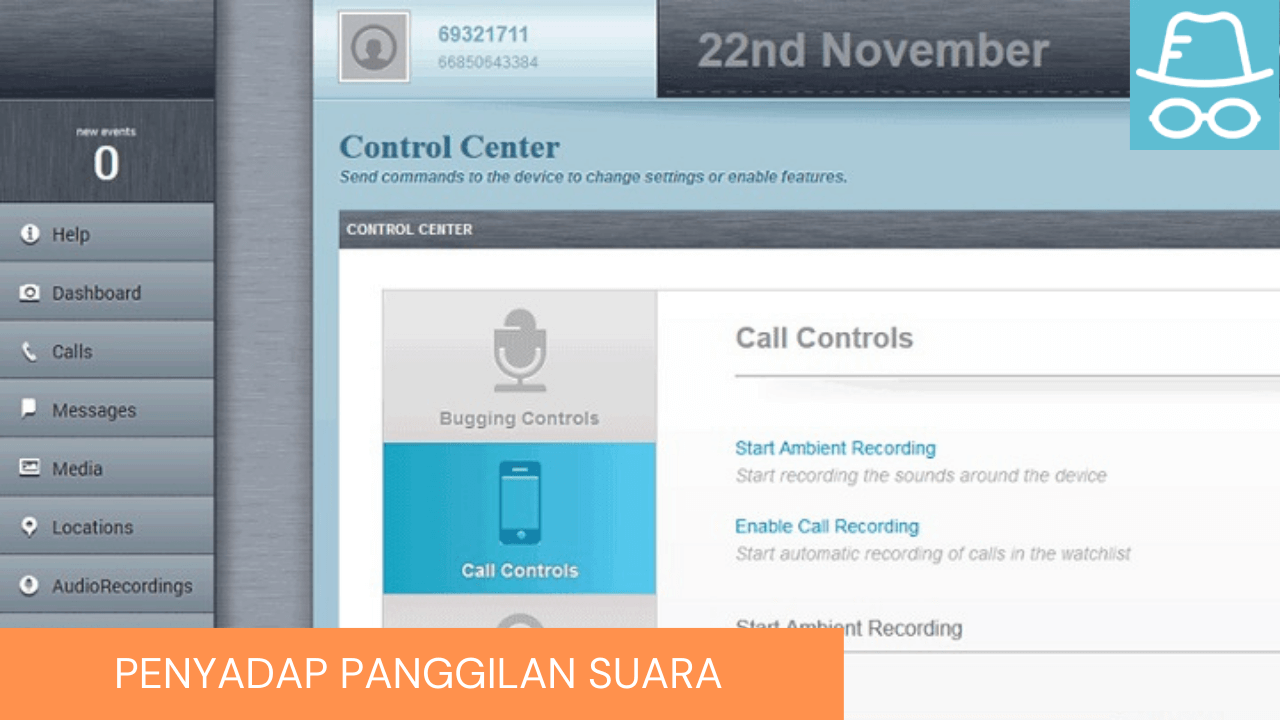 69321711
66850643384
22nd November
new events
0
Help
Dashboard
Calls
Messages
Media
Locations
AudioRecordings
Control Center
Send commands to the device to change settings or enable features.
CONTROL CENTER
Bugging Controls
Call Controls
Call Controls
Start Ambient Recording
Start recording the sounds around the device
Enable Call Recording
Start automatic recording of calls in the watchlist
Start Ambient Recording
PENYADAP PANGGILAN SUARA